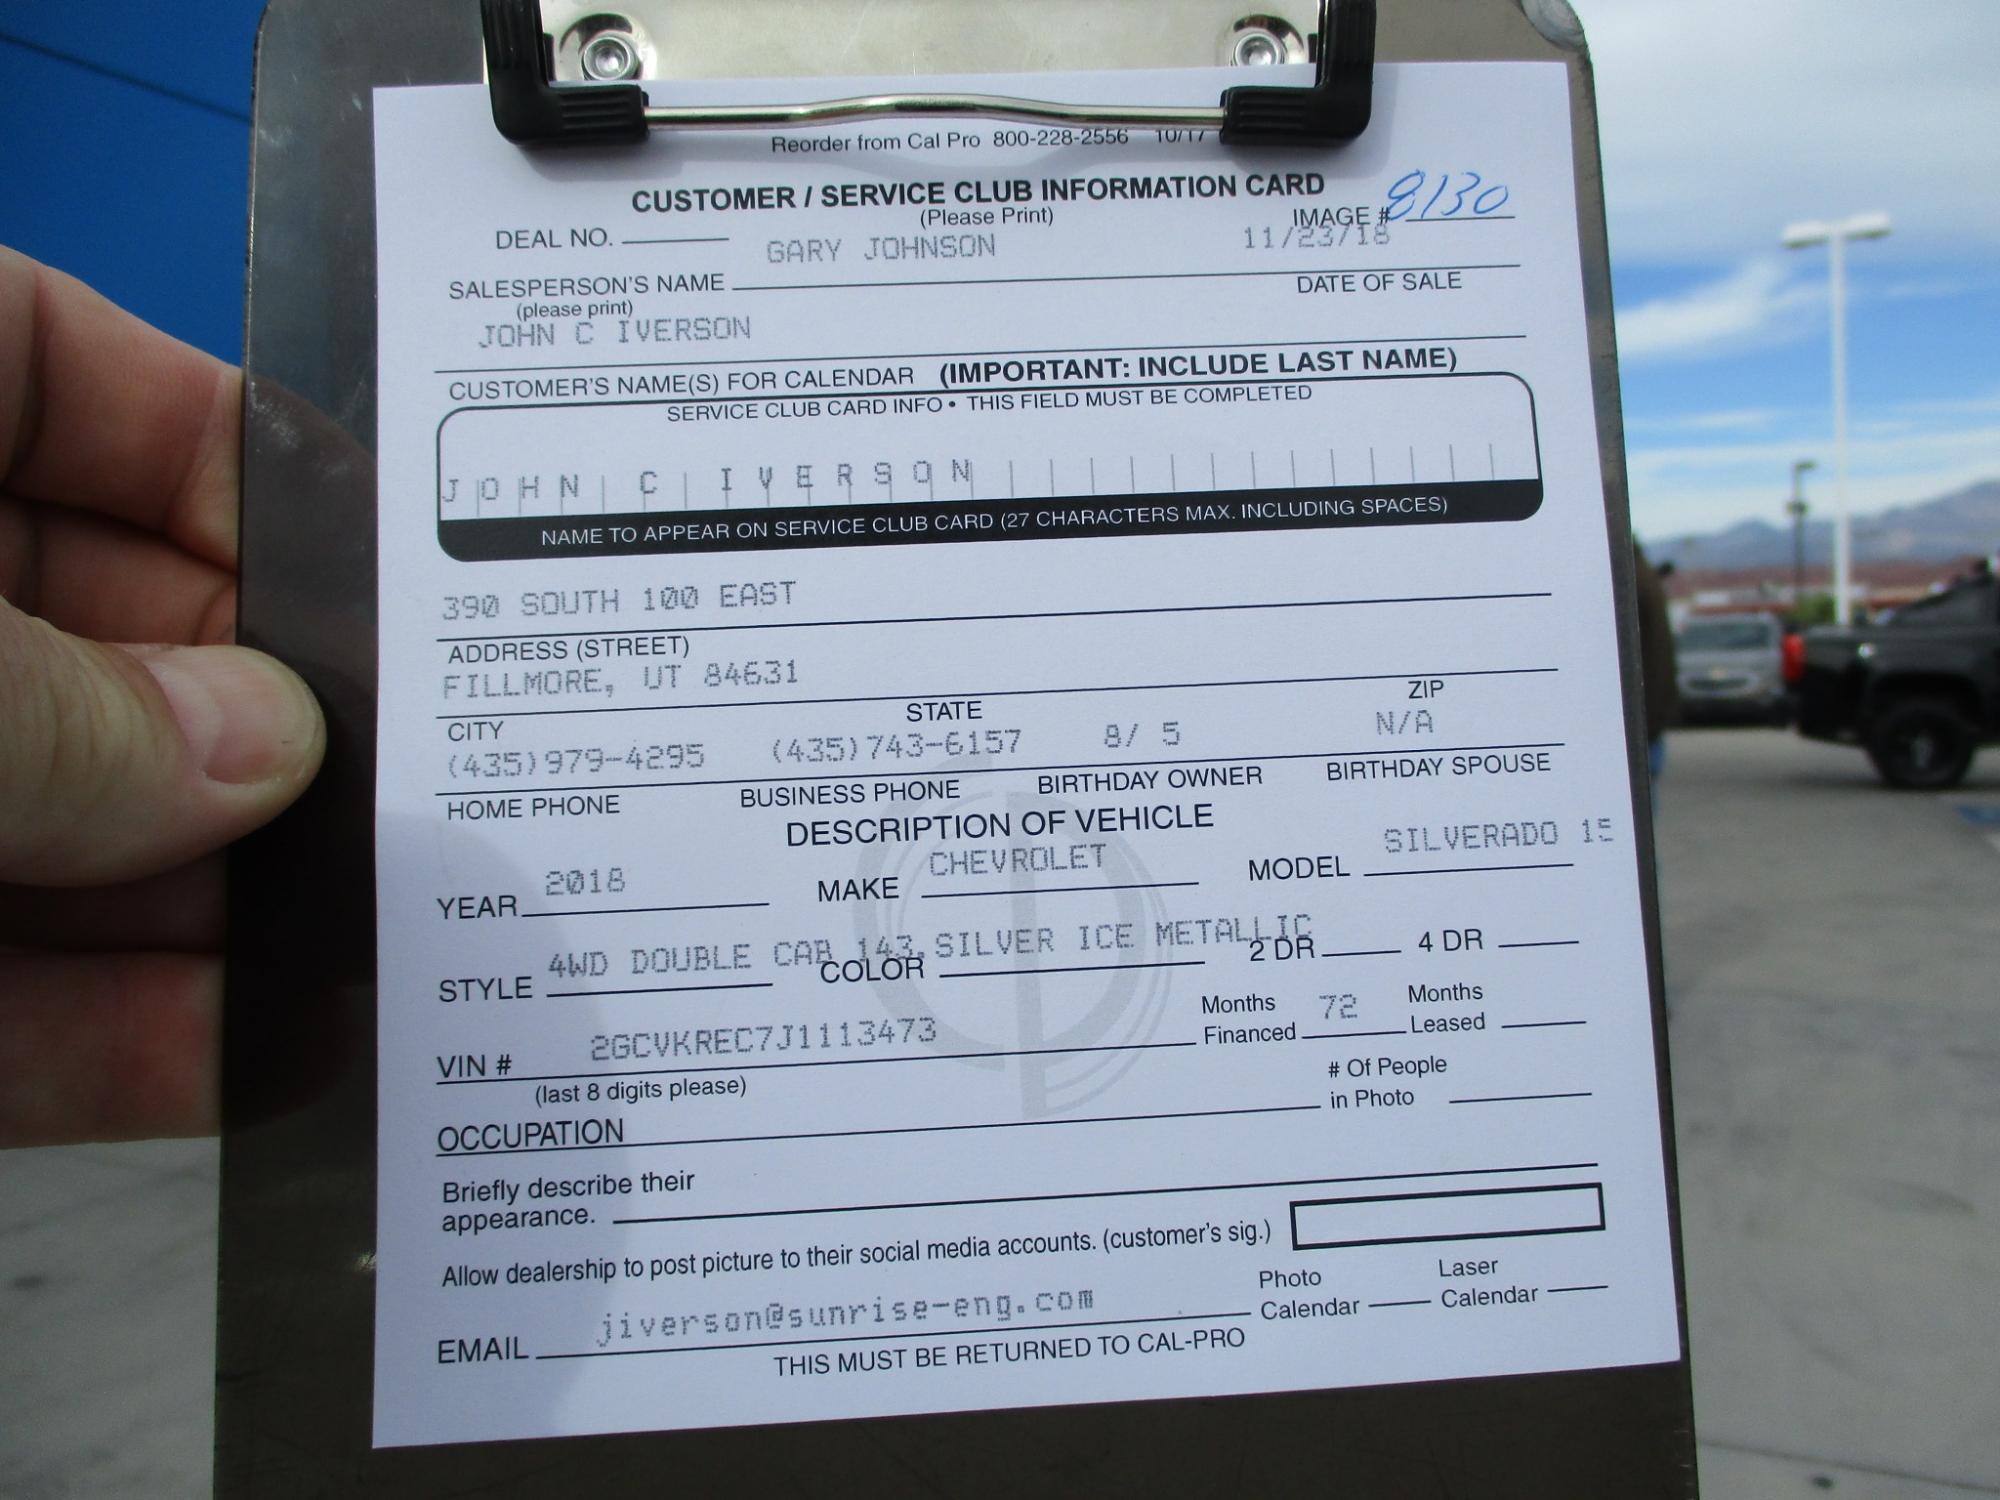 Reorder from Cal Pro 800-228-2556 10/17
CUSTOMER / SERVICE CLUB INFORMATION CARD
(Please Print)
IMAGE # 8130
DEAL NO.
GARY JOHNSON 11/23/18
SALESPERSON'S NAME DATE OF SALE
(please print)
JOHN C IVERSON
CUSTOMER'S NAME(S) FOR CALENDAR (IMPORTANT: INCLUDE LAST NAME)
SERVICE CLUB CARD INFO • THIS FIELD MUST BE COMPLETED
JOHN C IVERSON
NAME TO APPEAR ON SERVICE CLUB CARD (27 CHARACTERS MAX. INCLUDING SPACES)
390 SOUTH 100 EAST
ADDRESS (STREET)
FILLMORE, UT 84631
CITY STATE ZIP
(435)979-4295 (435)743-6157 8/ 5 N/A
HOME PHONE BUSINESS PHONE BIRTHDAY OWNER BIRTHDAY SPOUSE
DESCRIPTION OF VEHICLE
YEAR 2018 MAKE CHEVROLET MODEL SILVERADO 15
STYLE 4WD DOUBLE CAB 143. COLOR SILVER ICE METALLIC 2 DR 4 DR
VIN # 2GCVKREC7J1113473 Months Financed 72 Months Leased
(last 8 digits please)
# Of People in Photo
OCCUPATION
Briefly describe their
appearance.
Allow dealership to post picture to their social media accounts. (customer's sig.)
EMAIL jiverson@sunrise-eng.com Photo Calendar Laser Calendar
THIS MUST BE RETURNED TO CAL-PRO